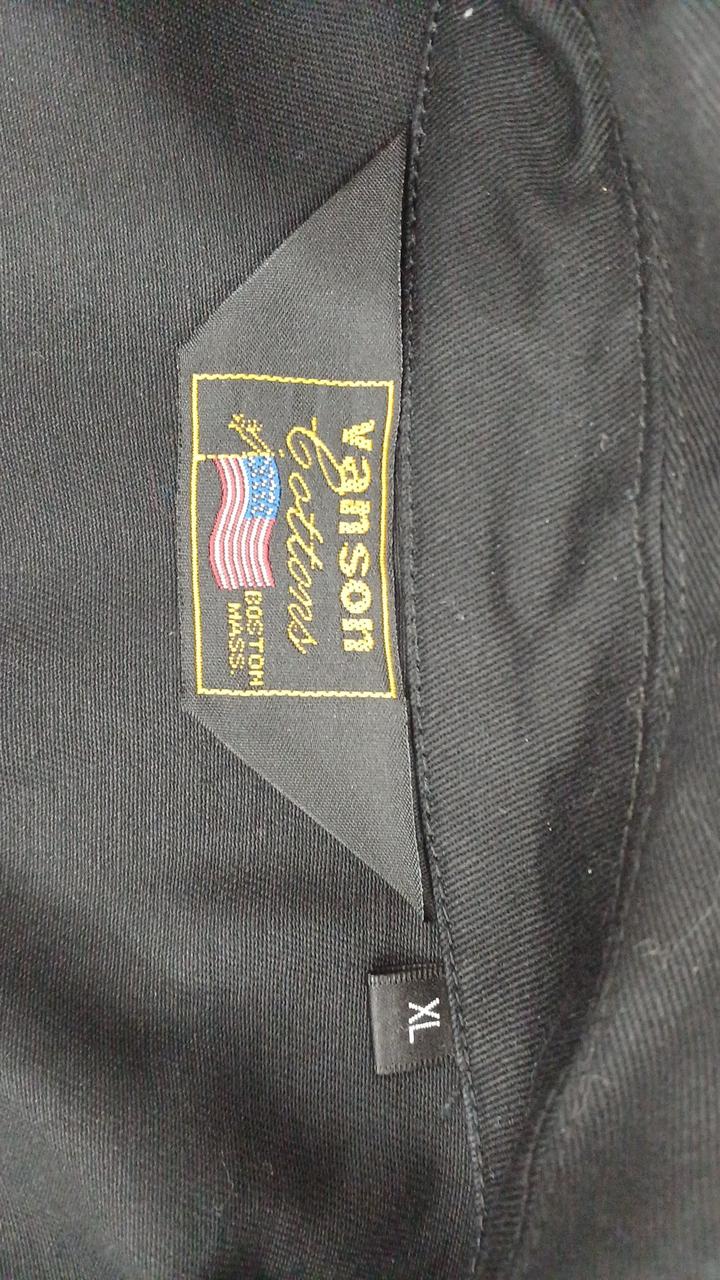 vanson
Cottons
BOSTON
MASS.
XL